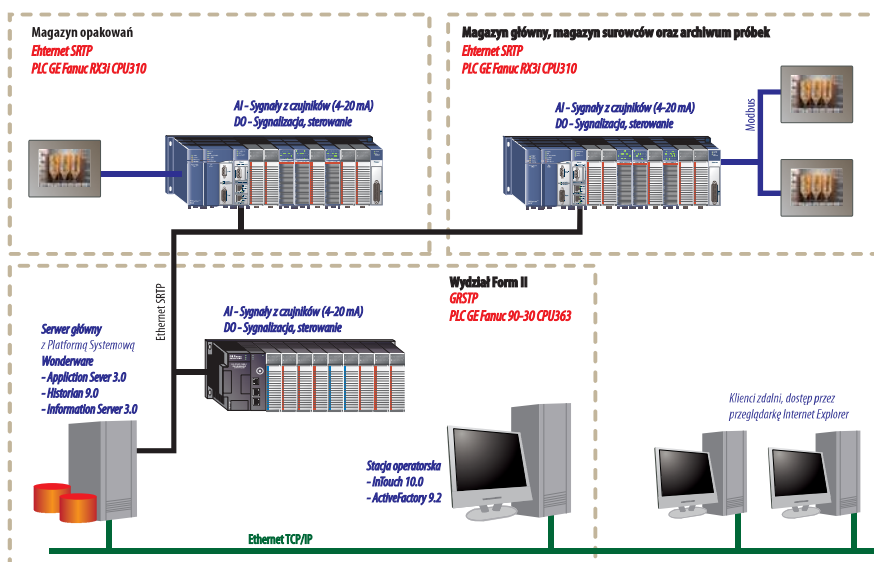 Magazyn opakowań
Ehternet SRTP
PLC GE Fanuc RX3i CPU310
AI - Sygnały z czujników (4-20 mA)
DO - Sygnalizacja, sterowanie
Magazyn główny, magazyn surowców oraz archiwum próbek
Ehternet SRTP
PLC GE Fanuc RX3i CPU310
AI - Sygnały z czujników (4-20 mA)
DO - Sygnalizacja, sterowanie
Modbus
Wydział Form II
GRSTP
PLC GE Fanuc 90-30 CPU363
AI - Sygnały z czujników (4-20 mA)
DO - Sygnalizacja, sterowanie
Ethernet SRTP
Serwer główny
z Platformą Systemową
Wonderware
- Appliction Sever 3.0
- Historian 9.0
- Information Server 3.0
Stacja operatorska
- InTouch 10.0
- ActiveFactory 9.2
Klienci zdalni, dostęp przez
przeglądarkę Internet Explorer
Ethernet TCP/IP